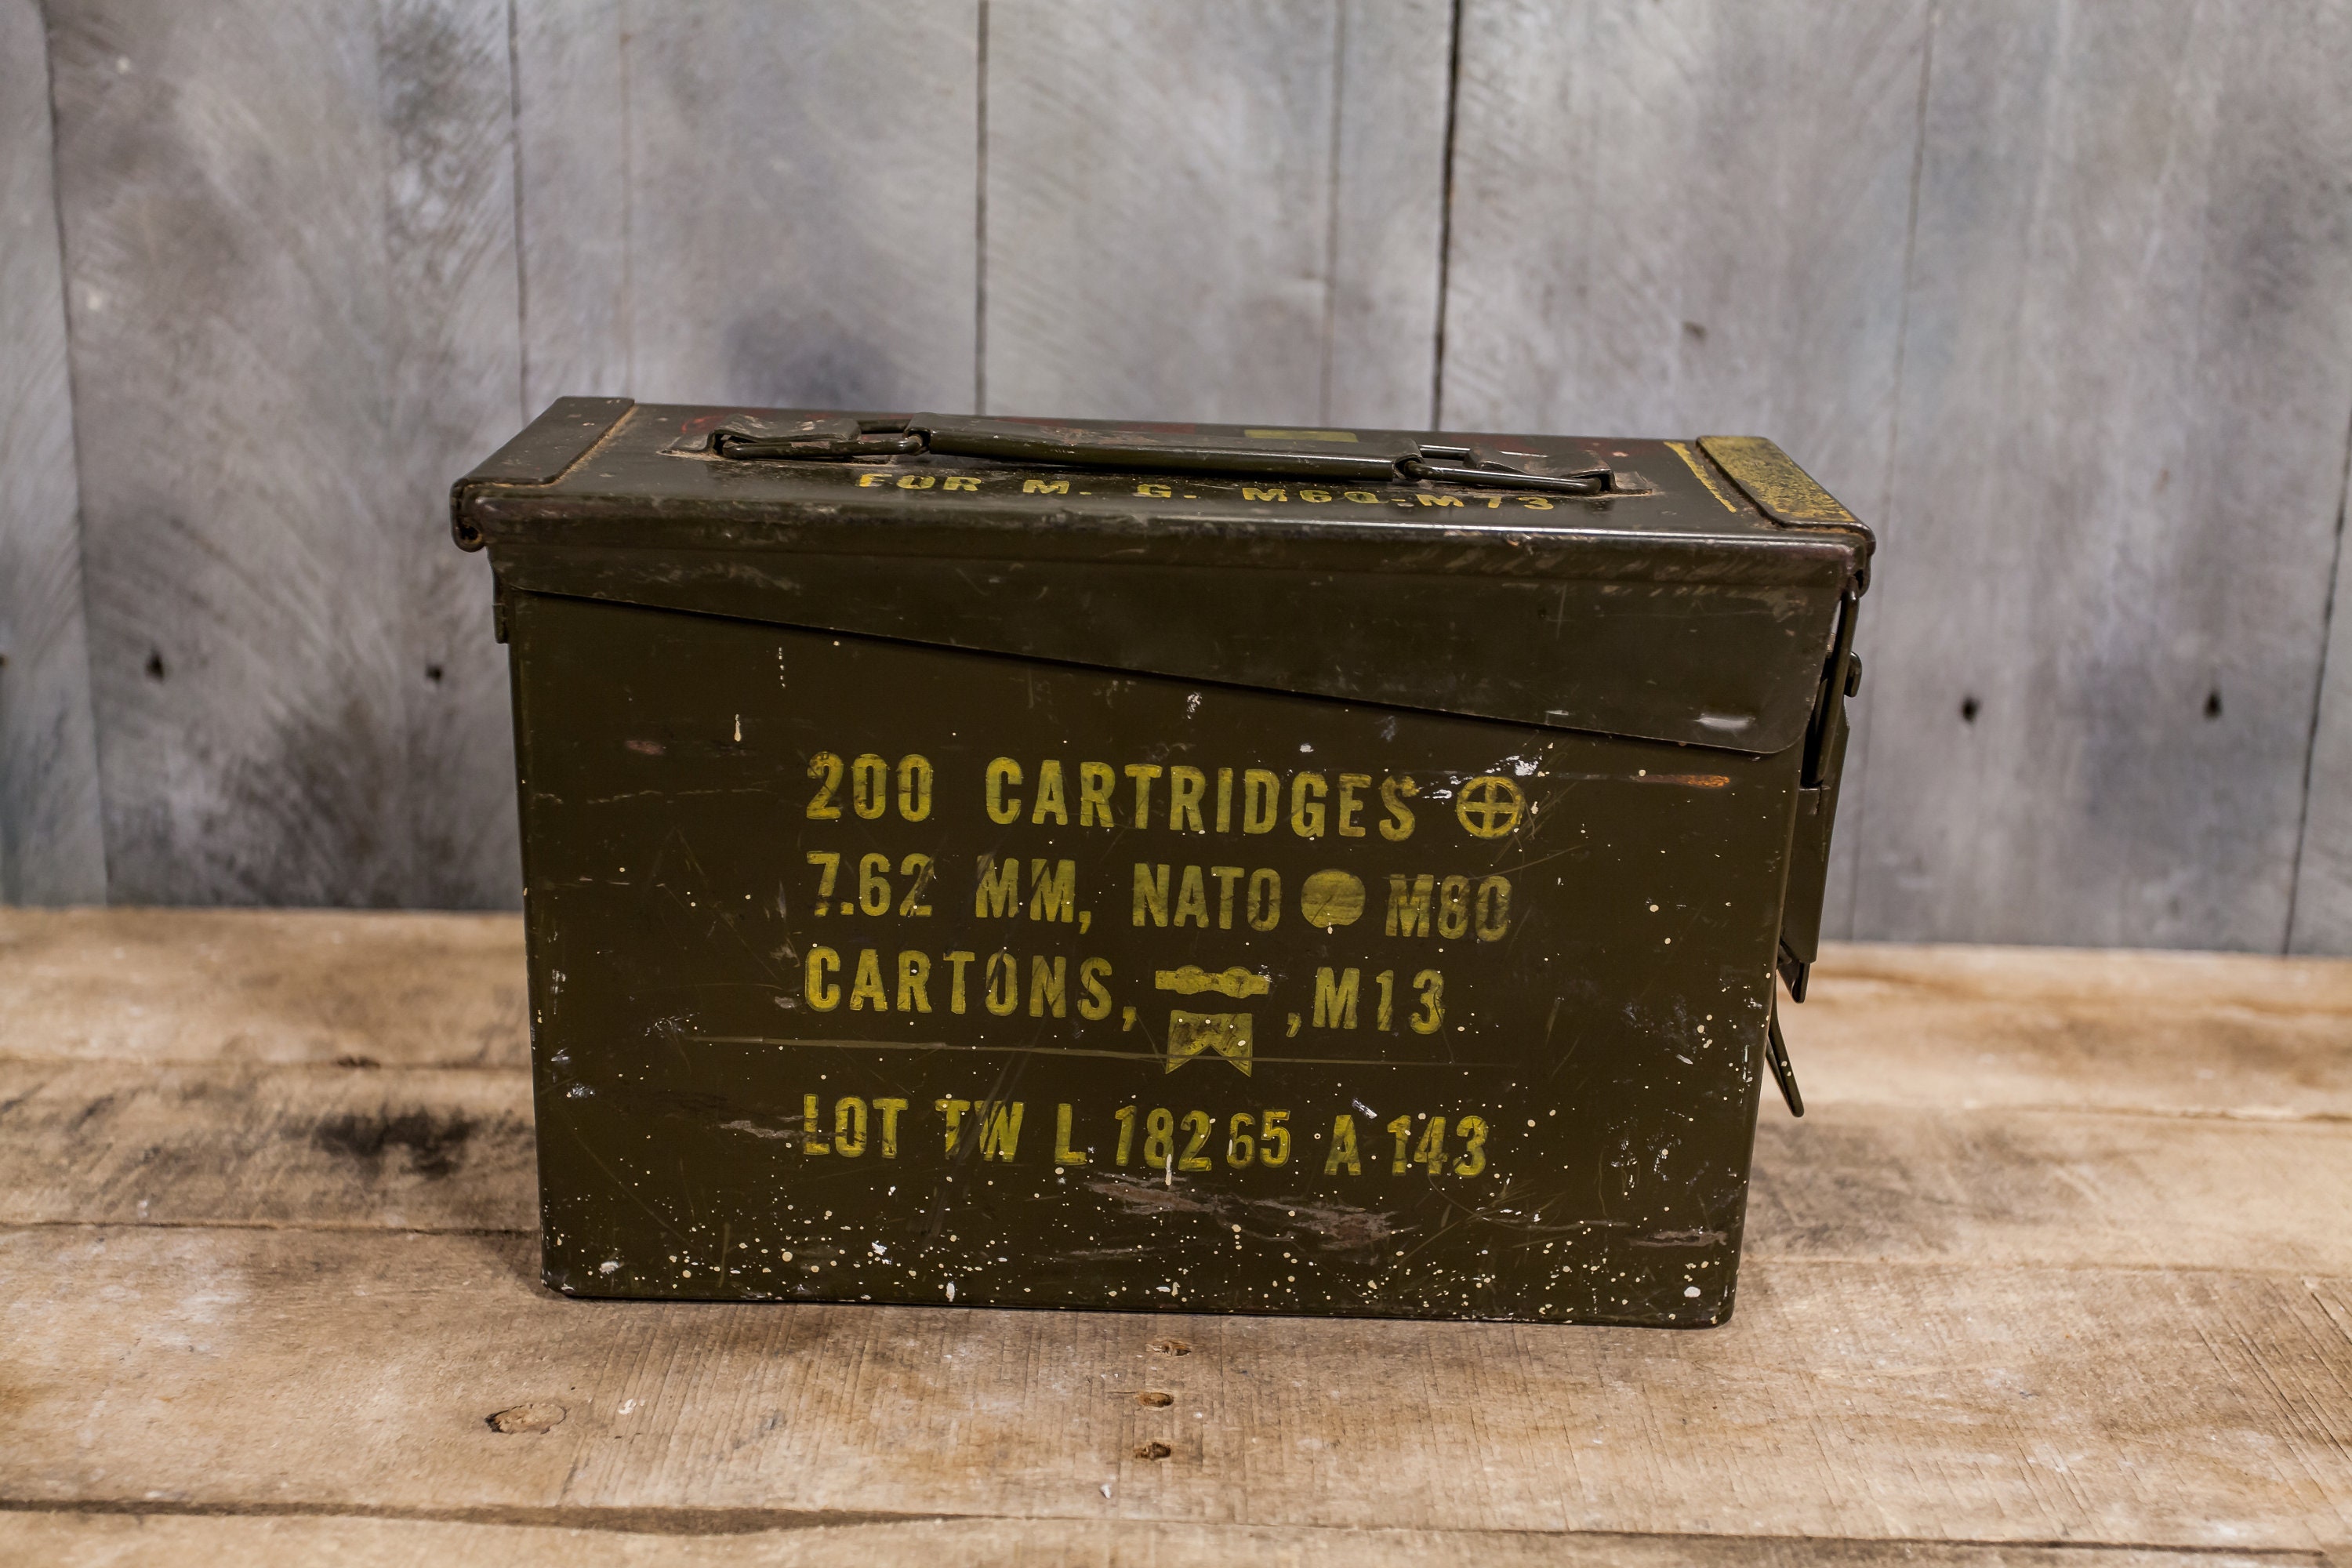 FOR M. G. M60-M73
200 CARTRIDGES
7.62 MM, NATO M80
CARTONS, , M13
LOT TW L 18265 A 143